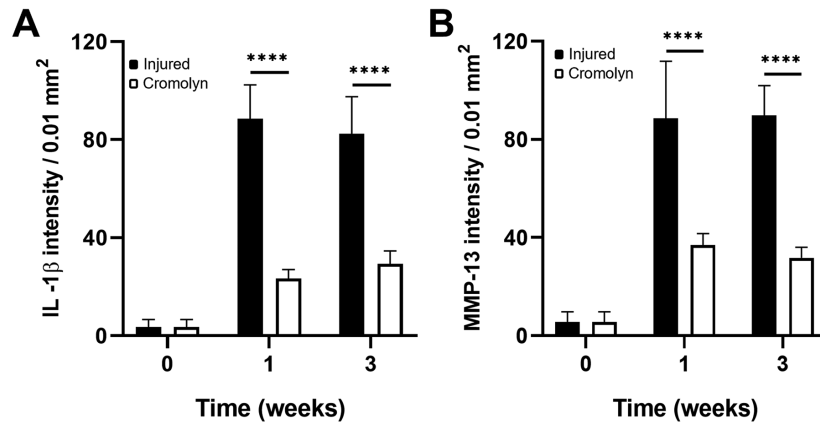 A
IL -1β intensity / 0.01 mm²
120
80
40
0
Injured
Cromolyn
****
****
0
1
3
Time (weeks)
B
MMP-13 intensity / 0.01 mm²
120
80
40
0
Injured
Cromolyn
****
****
0
1
3
Time (weeks)